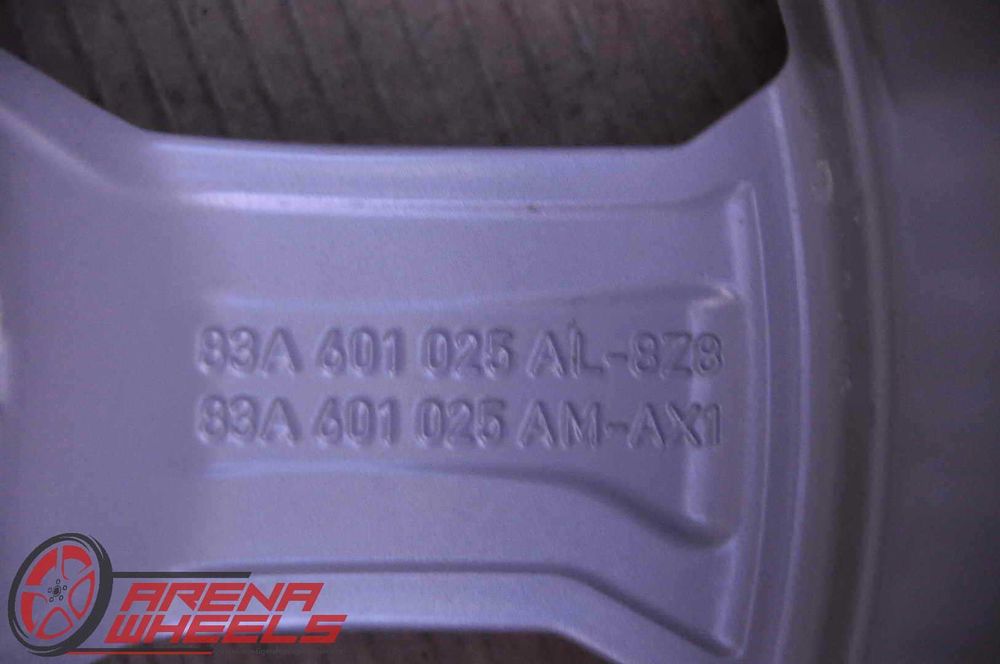 83A 601 025 AL-8Z8
83A 601 025 AM-AX1
ARENA
WHEELS